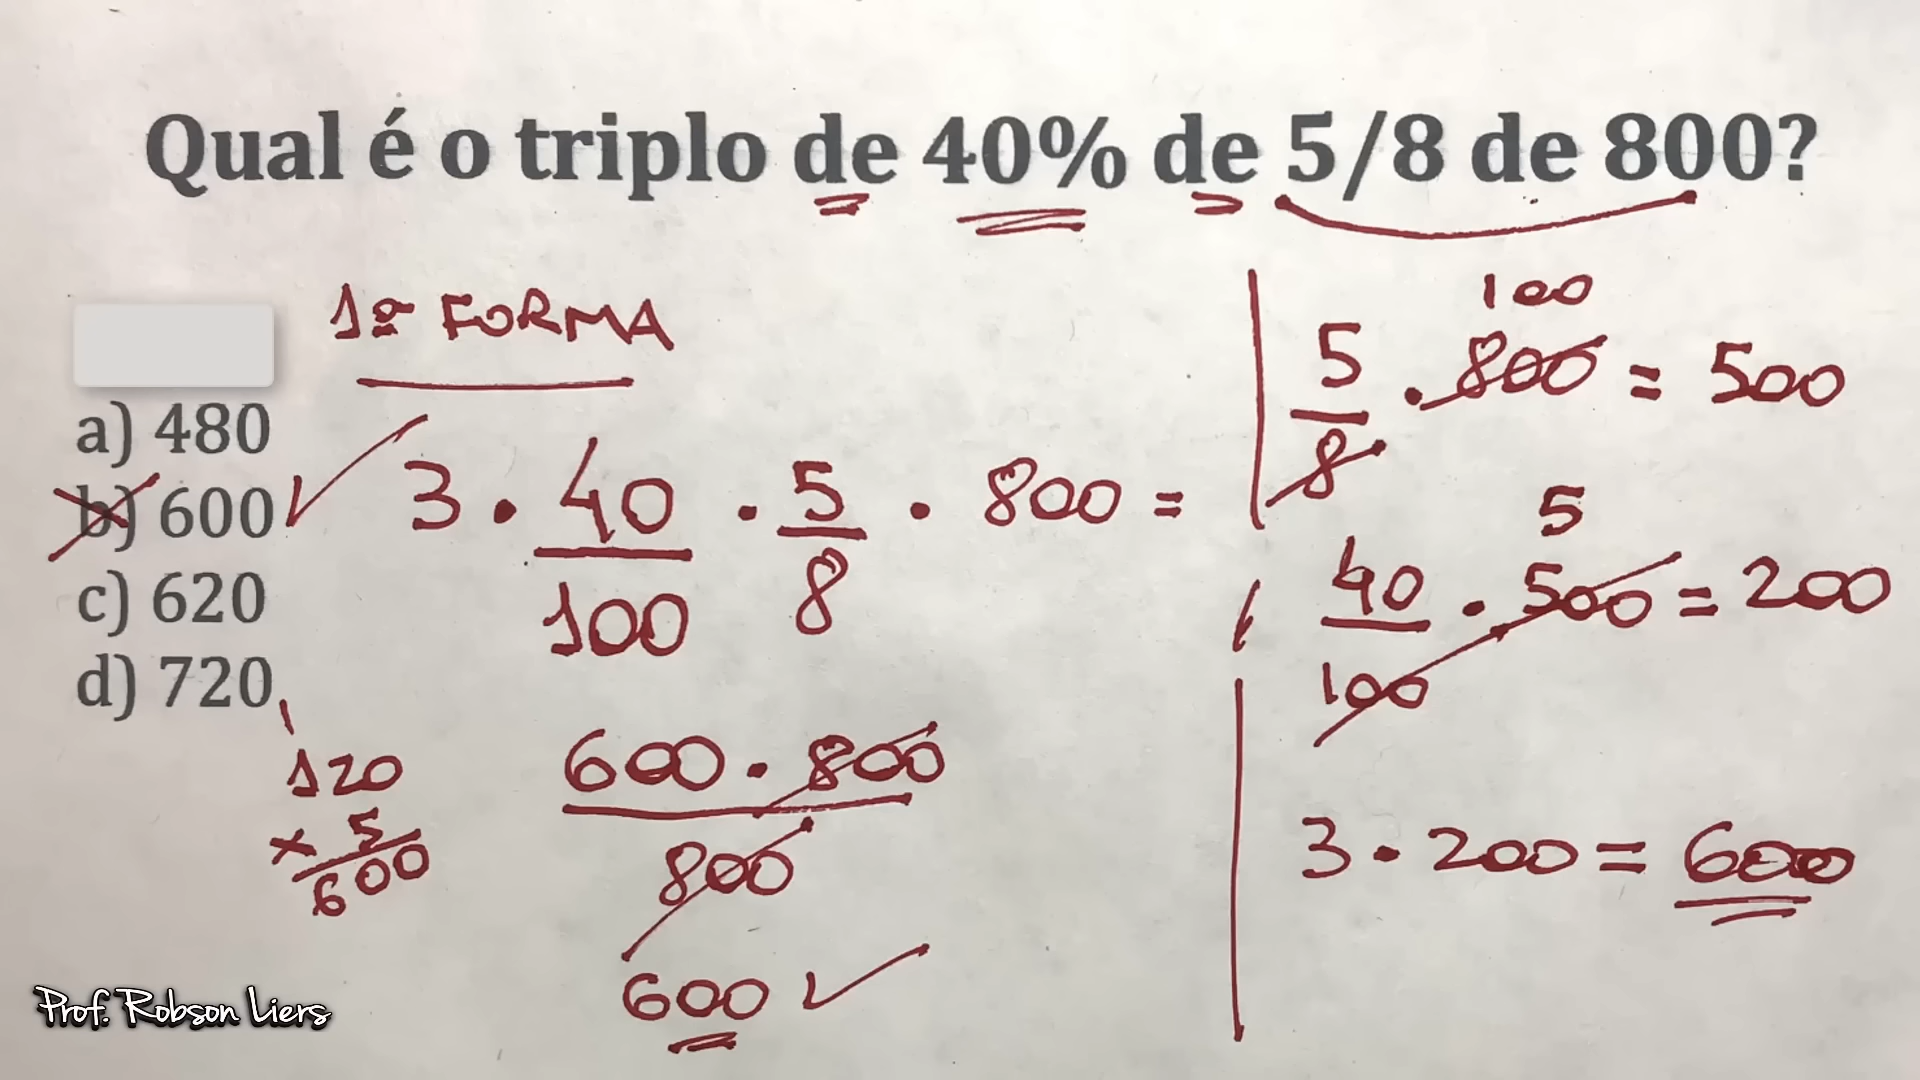 Qual é o triplo de 40% de 5/8 de 800?
1ª FORMA
a) 480
b) 600
c) 620
d) 720
3 · 40/100 · 5/8 · 800 =
120
× 5
600
600 · 800
800
600
100
5/8 · 800 = 500
5
40/100 · 500 = 200
3 · 200 = 600
Prof. Robson Liers